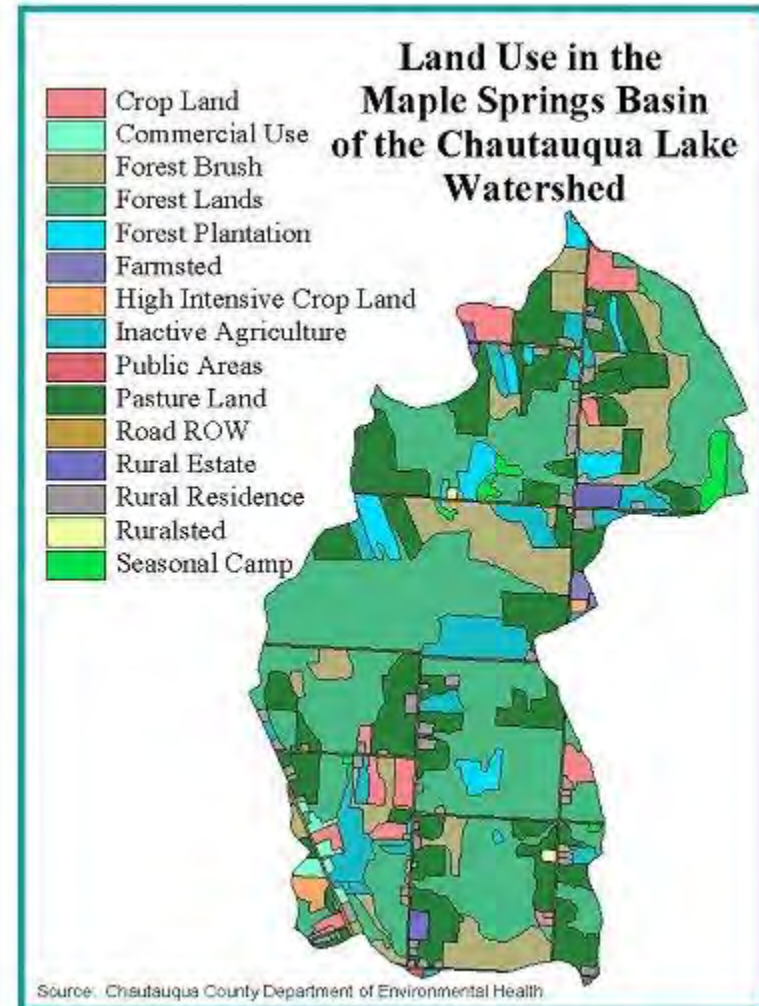 Land Use in the
Maple Springs Basin
of the Chautauqua Lake
Watershed
Crop Land
Commercial Use
Forest Brush
Forest Lands
Forest Plantation
Farmsted
High Intensive Crop Land
Inactive Agriculture
Public Areas
Pasture Land
Road ROW
Rural Estate
Rural Residence
Ruralsted
Seasonal Camp
Source: Chautauqua County Department of Environmental Health